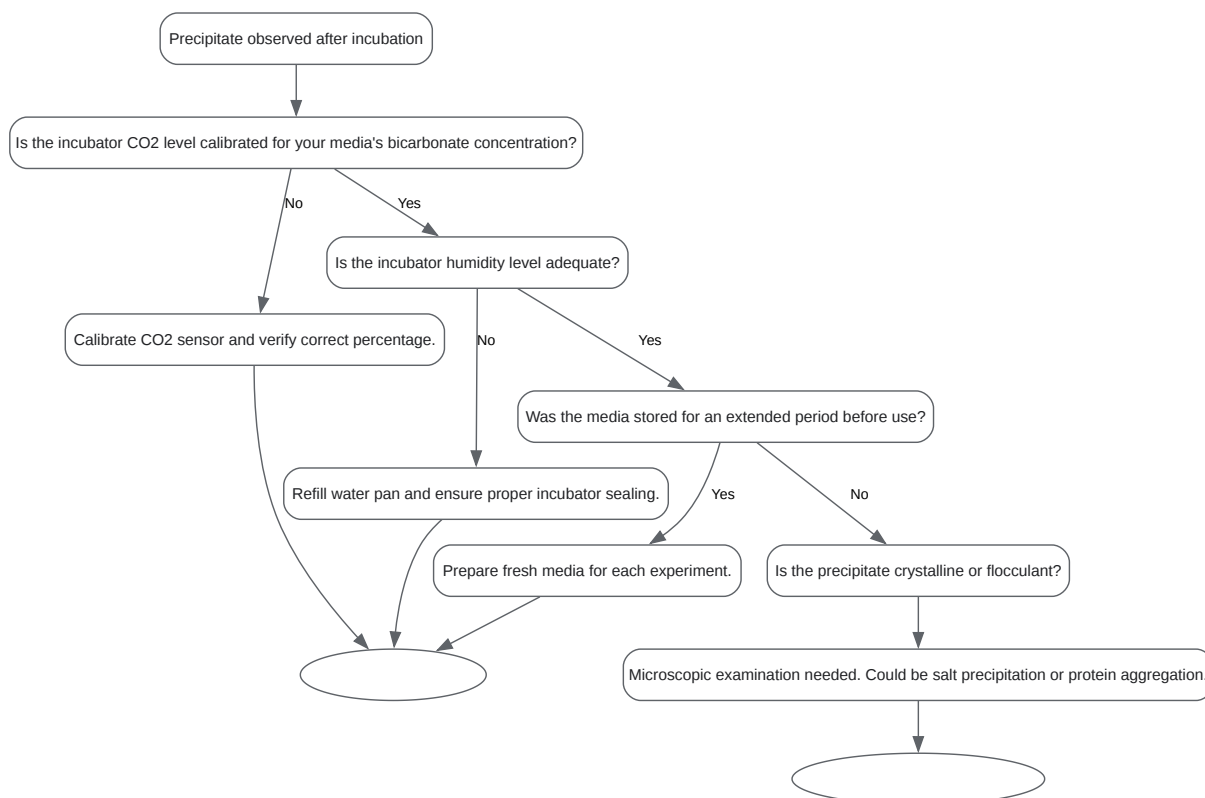 Precipitate observed after incubation
Is the incubator CO2 level calibrated for your media's bicarbonate concentration?
No
Yes
Is the incubator humidity level adequate?
Calibrate CO2 sensor and verify correct percentage.
No
Yes
Was the media stored for an extended period before use?
Refill water pan and ensure proper incubator sealing.
Yes
No
Prepare fresh media for each experiment.
Is the precipitate crystalline or flocculant?
Microscopic examination needed. Could be salt precipitation or protein aggregation.